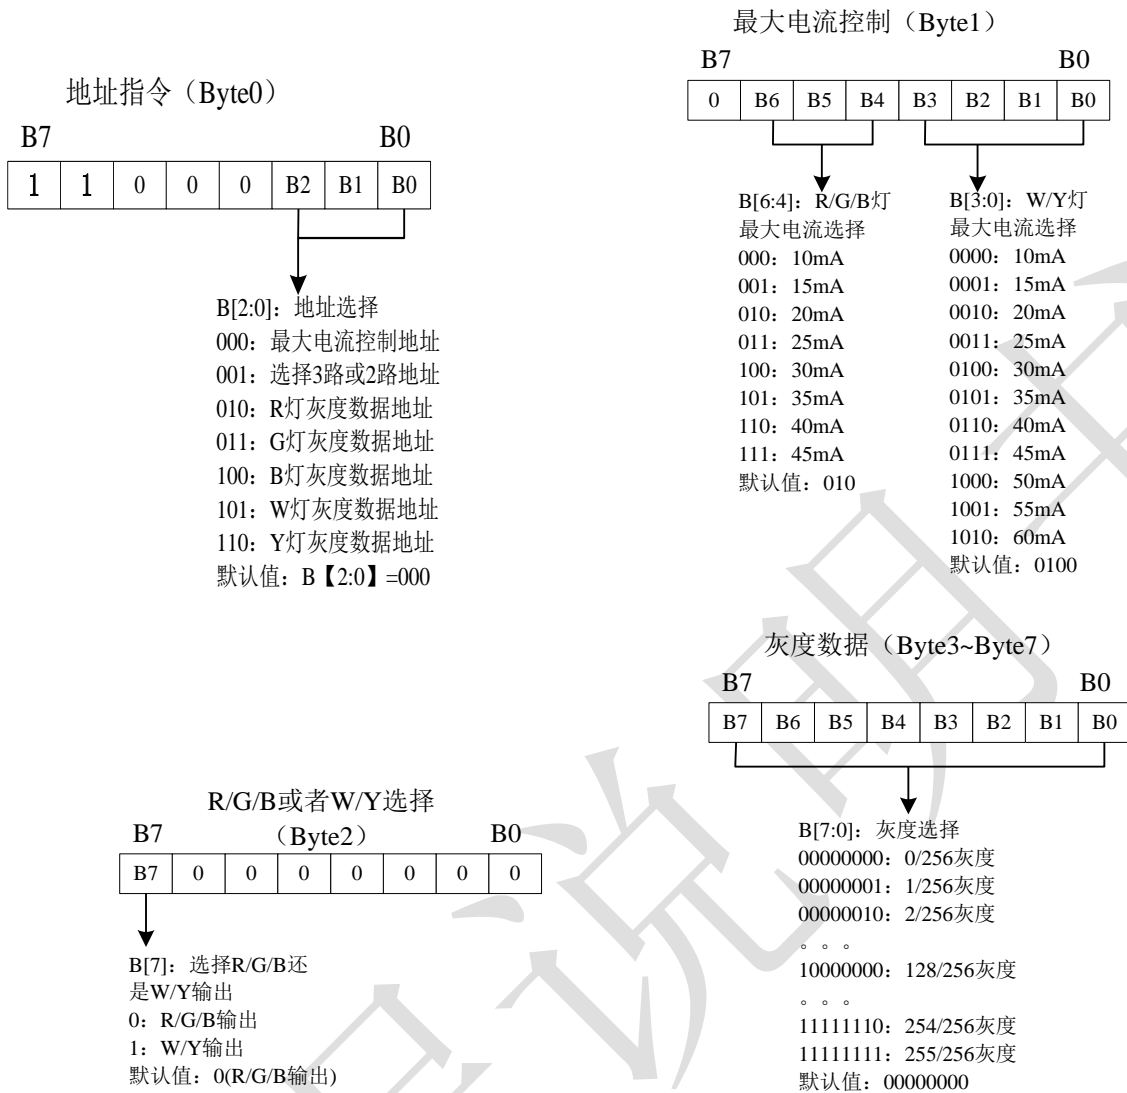 地址指令（Byte0）
B7 B0
1 1 0 0 0 B2 B1 B0
B[2:0]：地址选择
000：最大电流控制地址
001：选择3路或2路地址
010：R灯灰度数据地址
011：G灯灰度数据地址
100：B灯灰度数据地址
101：W灯灰度数据地址
110：Y灯灰度数据地址
默认值：B【2:0】=000
最大电流控制（Byte1）
B7 B0
0 B6 B5 B4 B3 B2 B1 B0
B[6:4]：R/G/B灯
最大电流选择
000：10mA
001：15mA
010：20mA
011：25mA
100：30mA
101：35mA
110：40mA
111：45mA
默认值：010
B[3:0]：W/Y灯
最大电流选择
0000：10mA
0001：15mA
0010：20mA
0011：25mA
0100：30mA
0101：35mA
0110：40mA
0111：45mA
1000：50mA
1001：55mA
1010：60mA
默认值：0100
R/G/B或者W/Y选择
（Byte2）
B7 B0
B7 0 0 0 0 0 0 0
B[7]：选择R/G/B还
是W/Y输出
0：R/G/B输出
1：W/Y输出
默认值：0(R/G/B输出)
灰度数据（Byte3~Byte7）
B7 B0
B7 B6 B5 B4 B3 B2 B1 B0
B[7:0]：灰度选择
00000000：0/256灰度
00000001：1/256灰度
00000010：2/256灰度
。。。
10000000：128/256灰度
。。。
11111110：254/256灰度
11111111：255/256灰度
默认值：00000000
说明